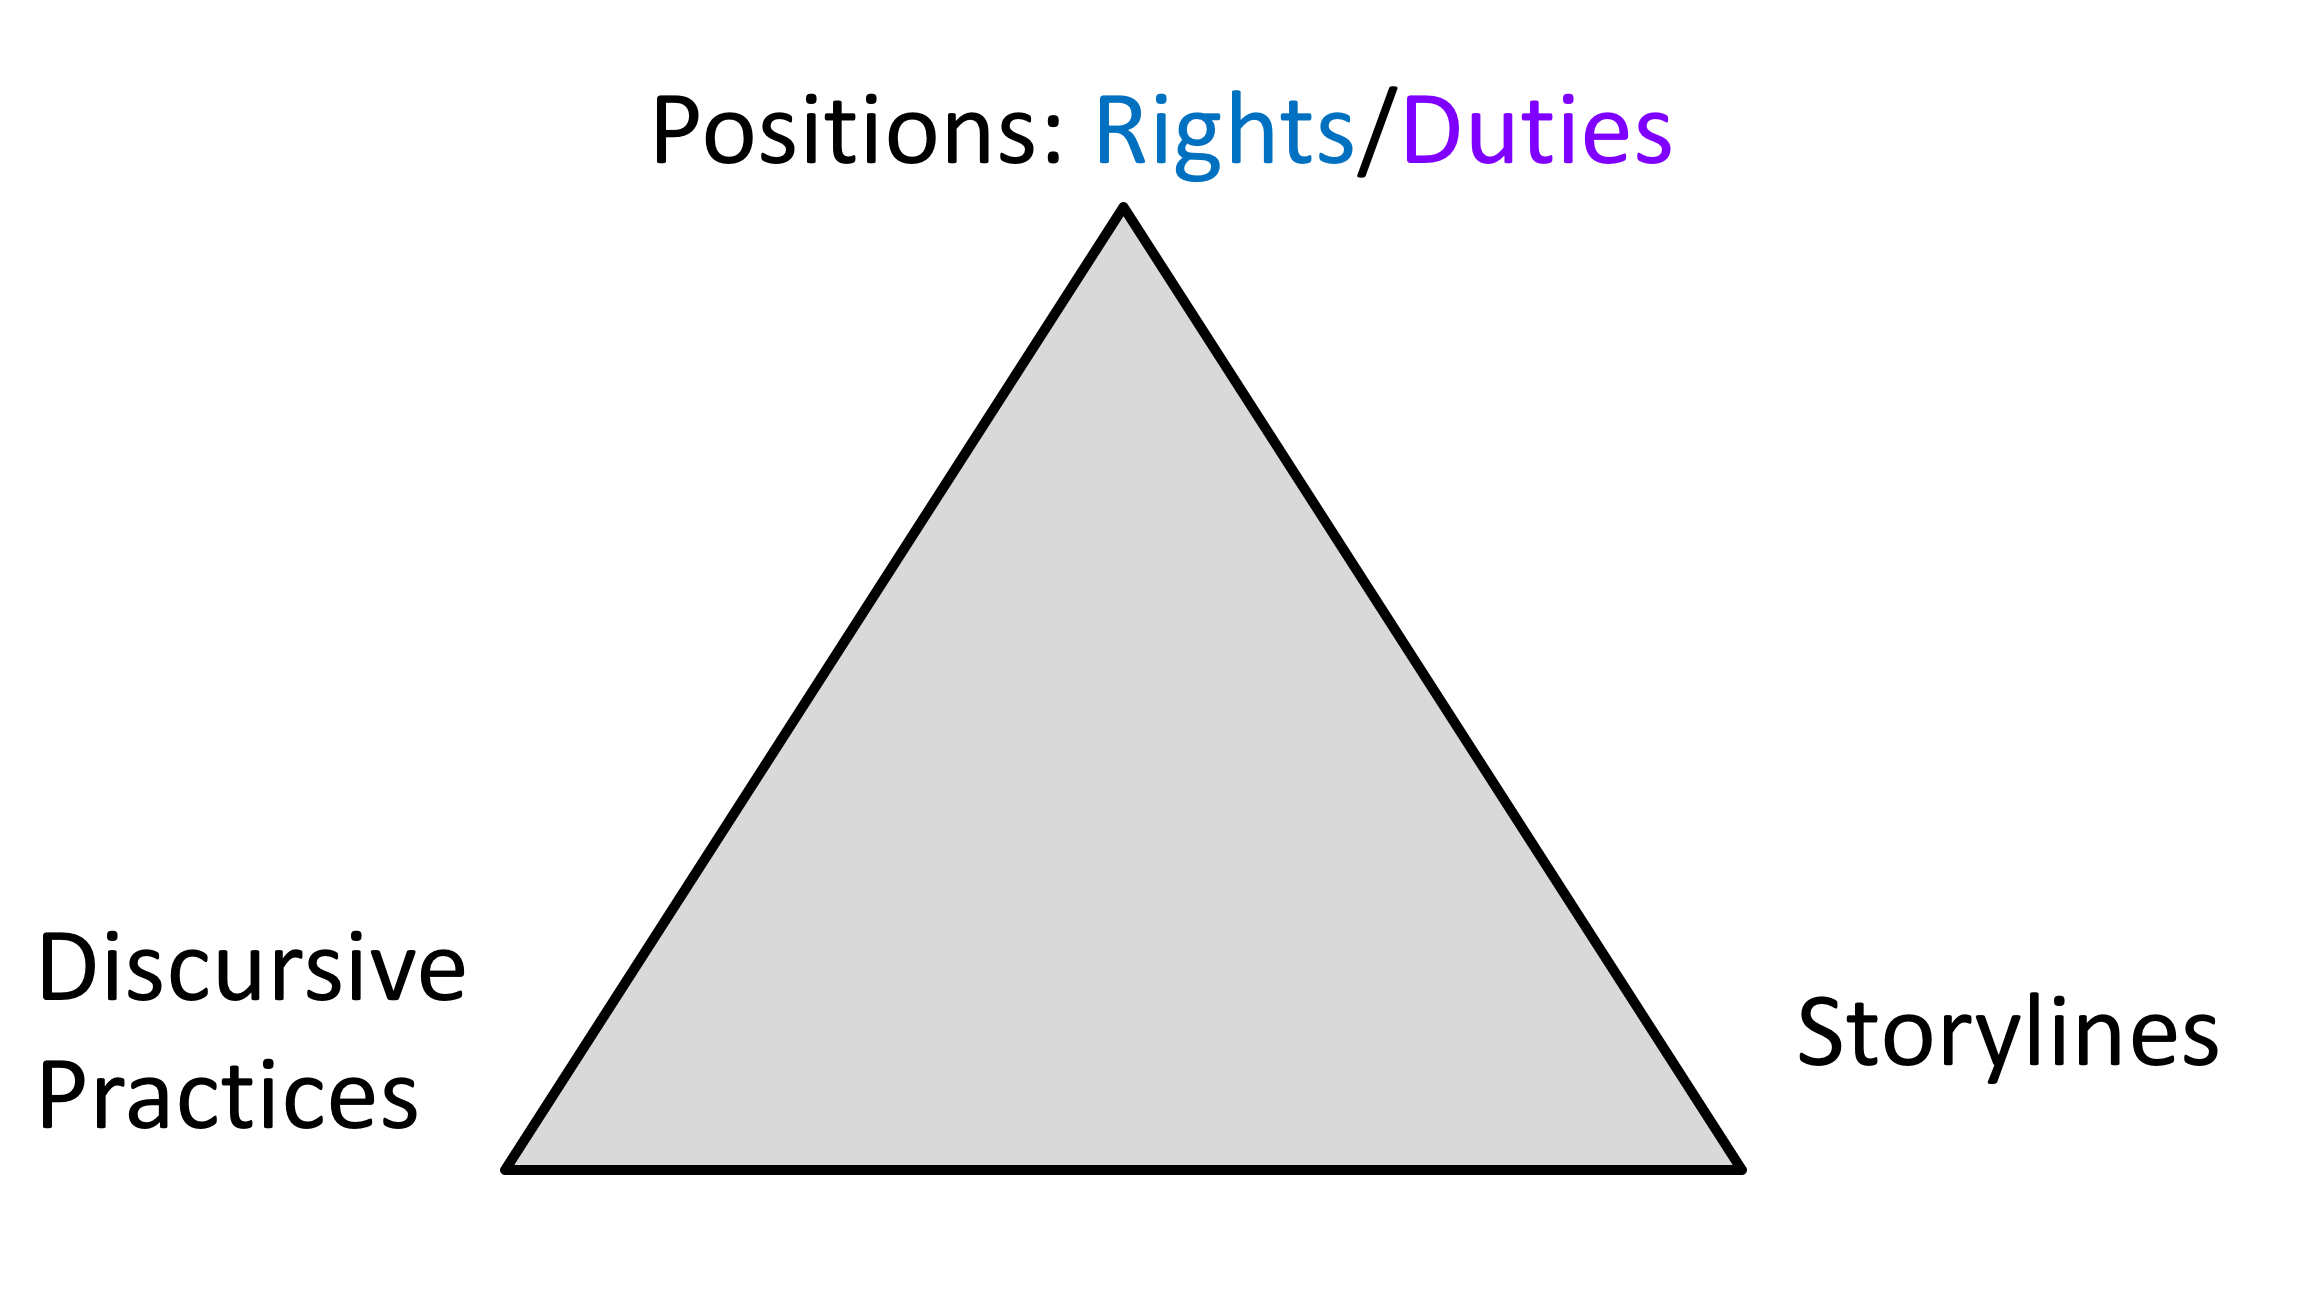 Positions: Rights/Duties
Discursive
Practices
Storylines